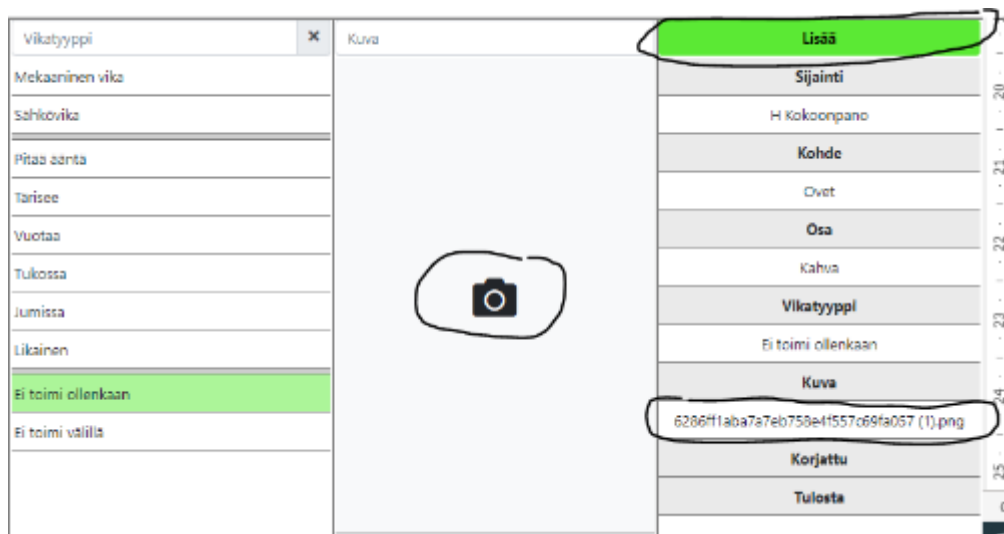 Vikatyyppi
×
Mekaaninen vika
Sähkövika
Pitää ääntä
Tärisee
Vuotaa
Tukossa
Jumissa
Likainen
Ei toimi ollenkaan
Ei toimi välillä
Kuva
Lisää
Sijainti
H Kokoonpano
Kohde
Ovet
Osa
Kahva
Vikatyyppi
Ei toimi ollenkaan
Kuva
6286ff1aba7a7eb758e4f557c69fa057 (1).png
Korjattu
Tulosta
20
21
22
23
24
25